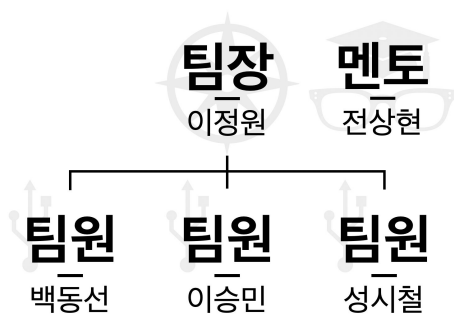 팀장 멘토
이정원 전상현
팀원 팀원 팀원
백동선 이승민 성시철